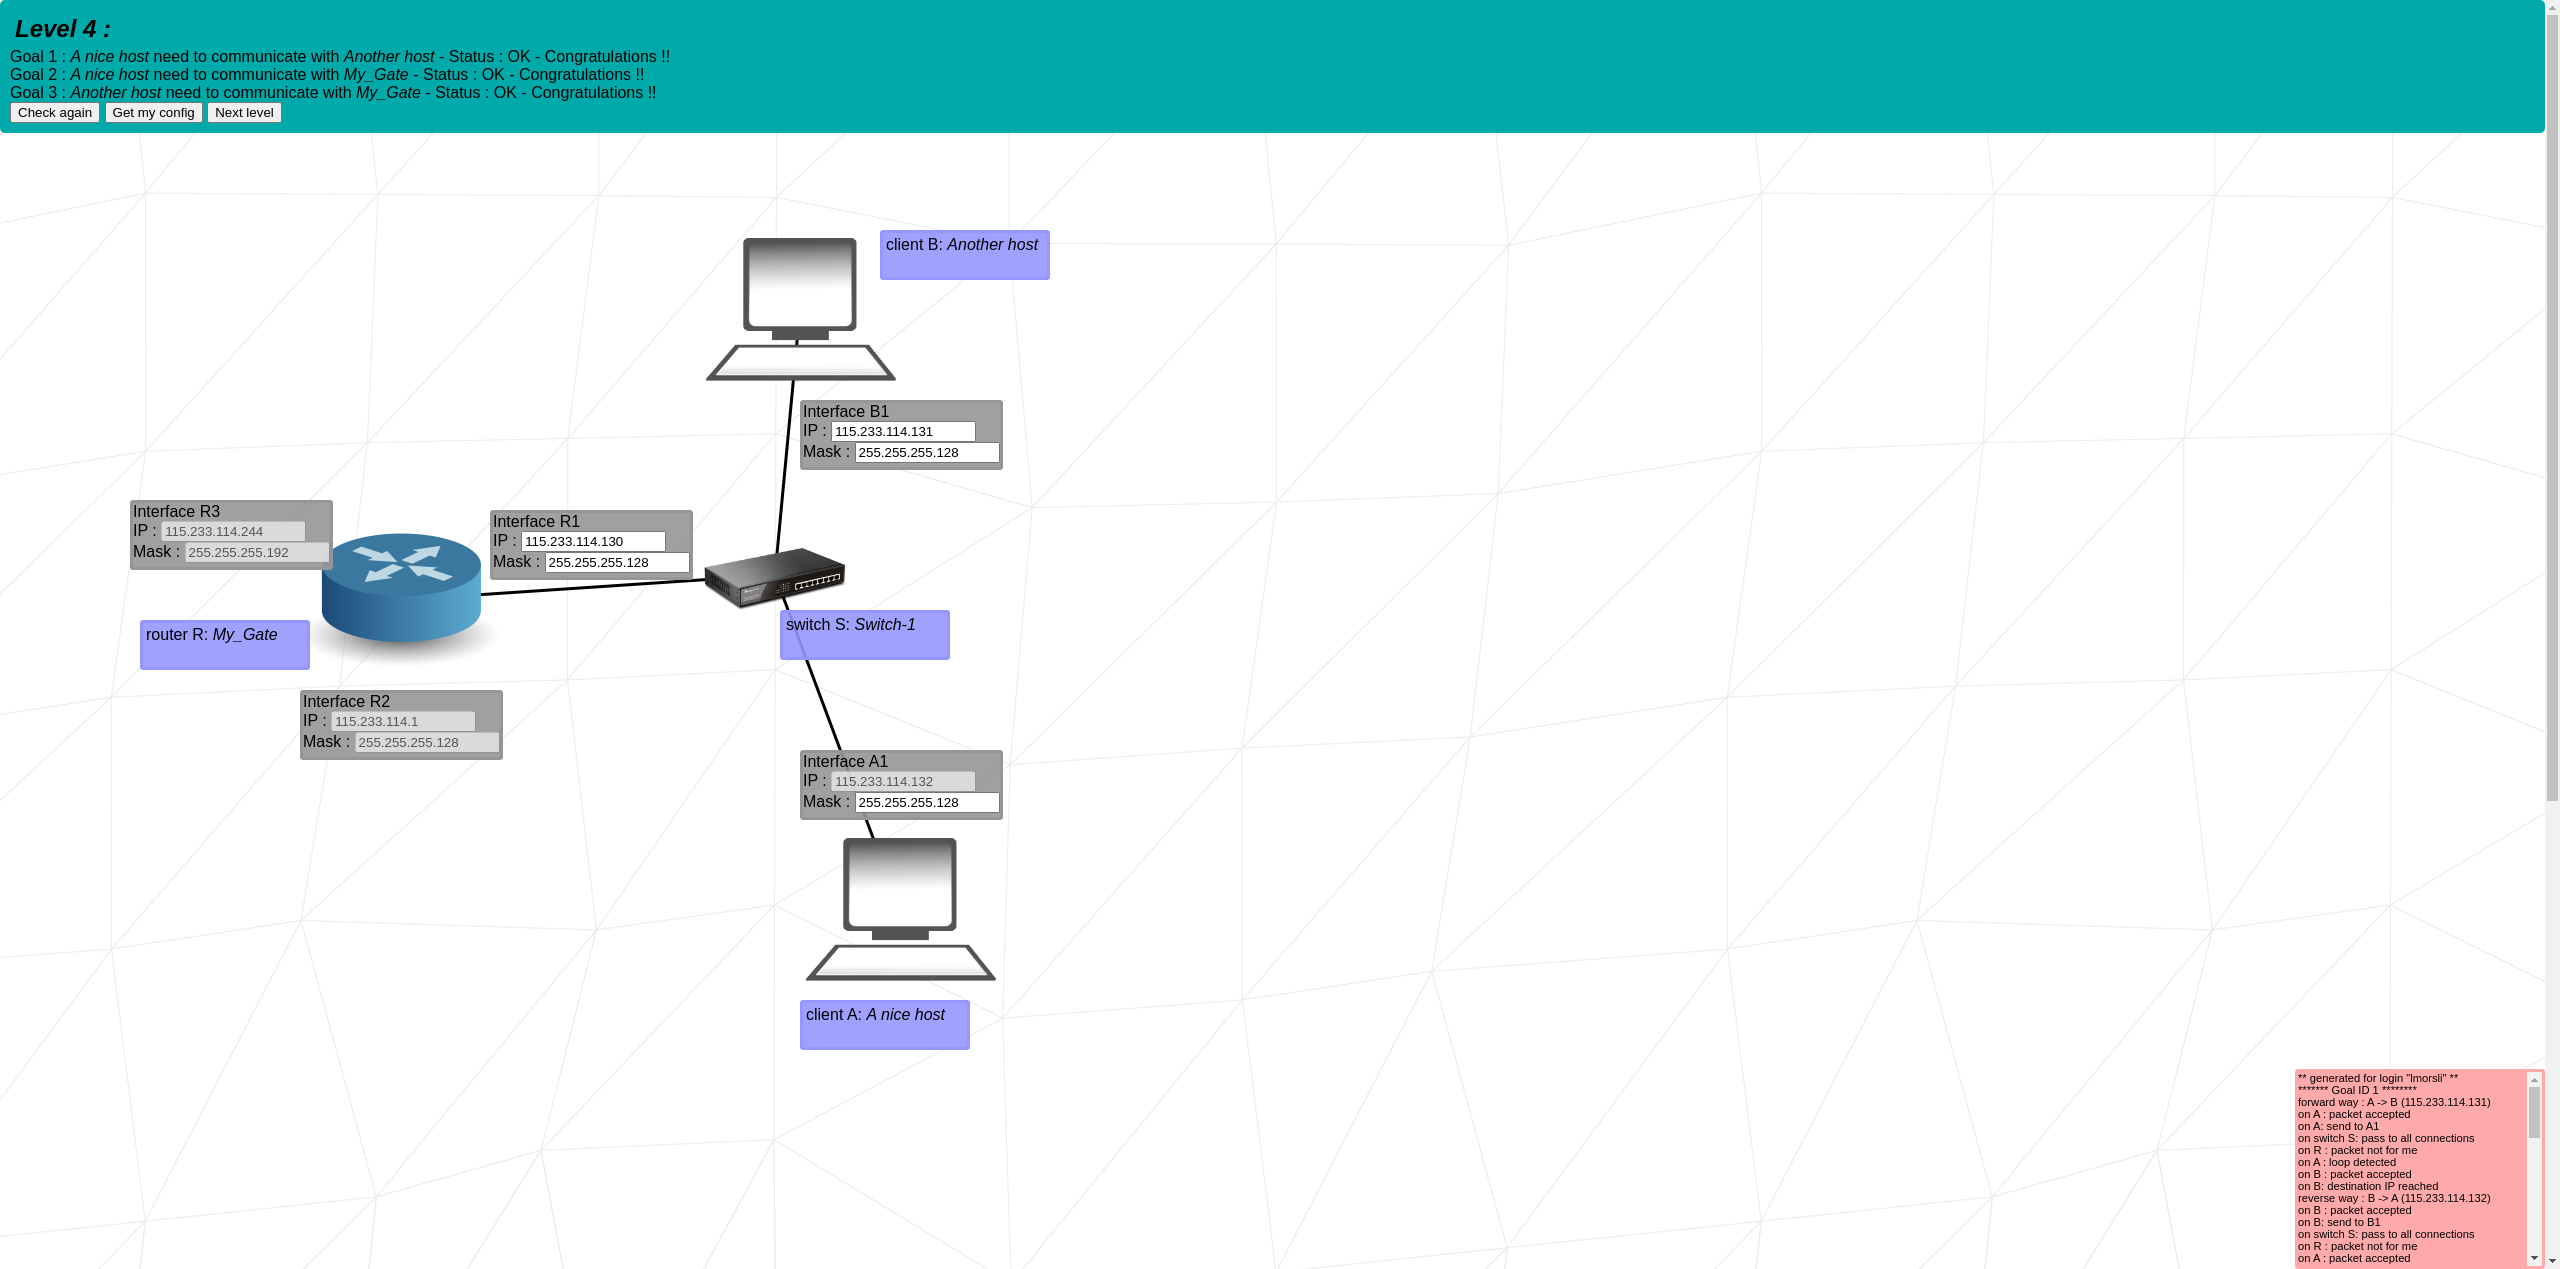 Level 4 :
Goal 1 : A nice host need to communicate with Another host - Status : OK - Congratulations !!
Goal 2 : A nice host need to communicate with My_Gate - Status : OK - Congratulations !!
Goal 3 : Another host need to communicate with My_Gate - Status : OK - Congratulations !!
Check again Get my config Next level
client B: Another host
Interface B1
IP : 115.233.114.131
Mask : 255.255.255.128
Interface R3
IP : 115.233.114.244
Mask : 255.255.255.192
Interface R1
IP : 115.233.114.130
Mask : 255.255.255.128
router R: My_Gate
switch S: Switch-1
Interface R2
IP : 115.233.114.1
Mask : 255.255.255.128
Interface A1
IP : 115.233.114.132
Mask : 255.255.255.128
client A: A nice host
** generated for login "lmorsli" **
******* Goal ID 1 ********
forward way : A -> B (115.233.114.131)
on A : packet accepted
on A: send to A1
on switch S: pass to all connections
on R : packet not for me
on A : loop detected
on B : packet accepted
on B: destination IP reached
reverse way : B -> A (115.233.114.132)
on B : packet accepted
on B: send to B1
on switch S: pass to all connections
on R : packet not for me
on A : packet accepted